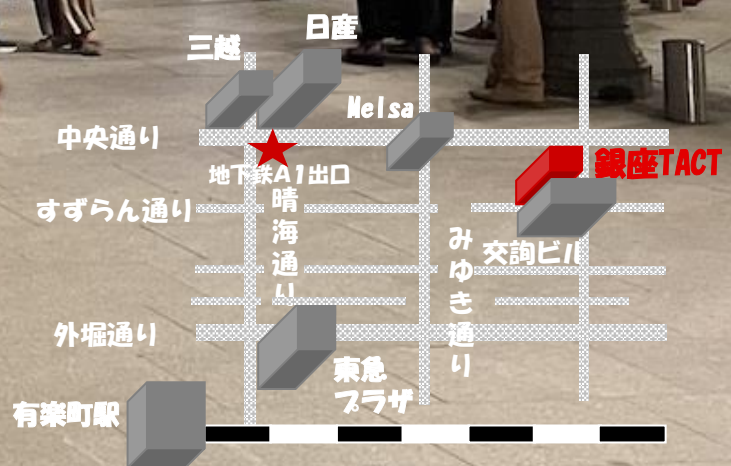 日産
三越
Melsa
中央通り
銀座TACT
地下鉄A1出口
すずらん通り
晴海通り
みゆき通り
交詢ビル
外堀通り
東急
プラザ
有楽町駅